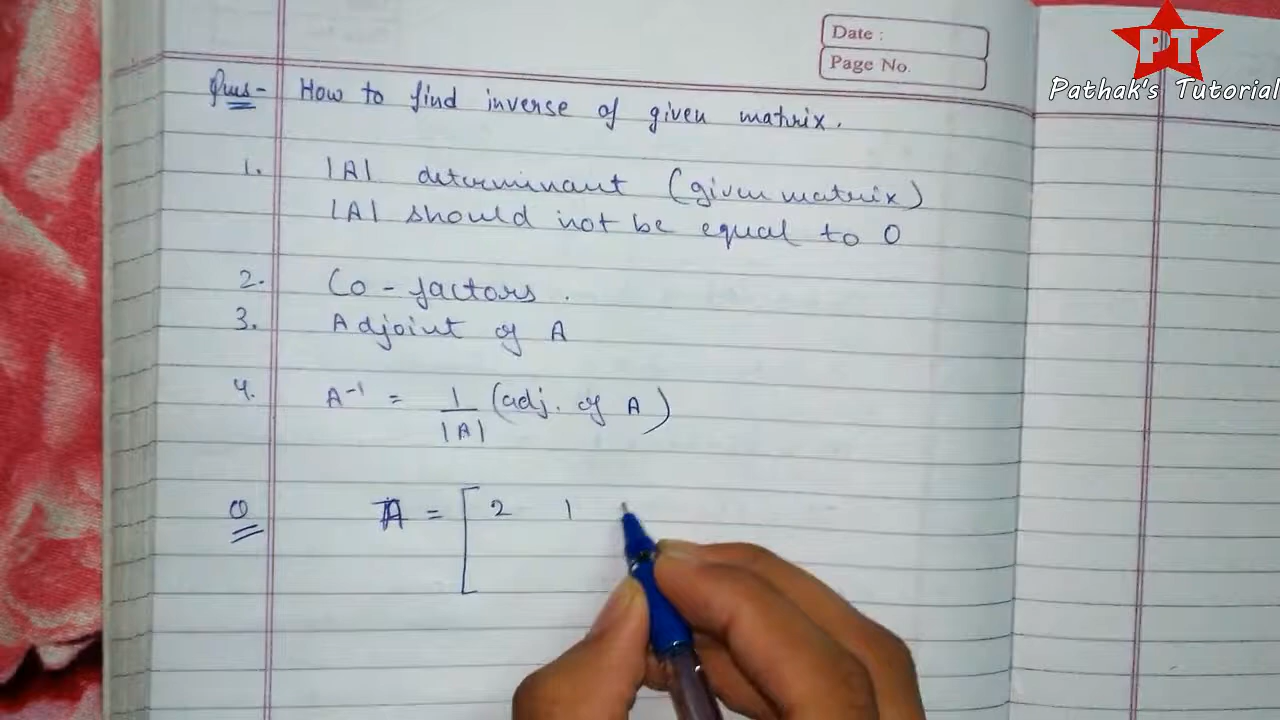 Date :
Page No.
PT
Pathak's Tutorial
Ques- How to find inverse of given matrix.
1. |A| determinant (given matrix)
|A| should not be equal to 0
2. Co-factors.
3. Adjoint of A
4. A⁻¹ = 1/|A| (adj. of A)
Q A = [ 2 1